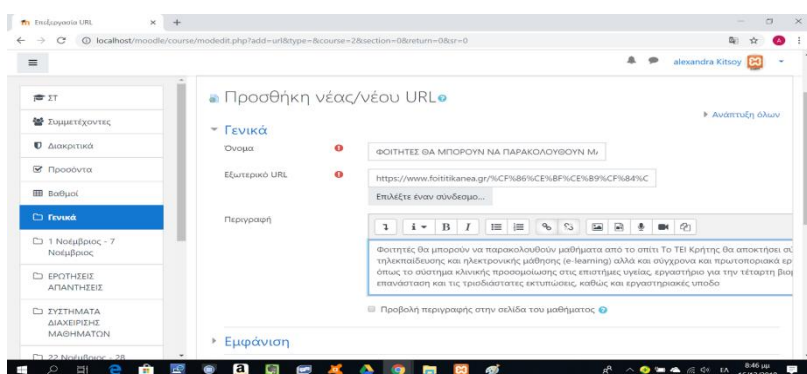 Επεξεργασία URL
localhost/moodle/course/modedit.php?add=url&type=&course=2&section=0&return=0&sr=0
alexandra Kitsoy
ΣΤ
Συμμετέχοντες
Διακριτικά
Προσόντα
Βαθμοί
Γενικά
1 Νοέμβριος - 7
Νοέμβριος
ΕΡΩΤΗΣΕΙΣ
ΑΠΑΝΤΗΣΕΙΣ
ΣΥΣΤΗΜΑΤΑ
ΔΙΑΧΕΙΡΙΣΗΣ
ΜΑΘΗΜΑΤΩΝ
22 Νοέμβριος - 28
Προσθήκη νέας/νέου URL
Ανάπτυξη όλων
Γενικά
Όνομα
ΦΟΙΤΗΤΕΣ ΘΑ ΜΠΟΡΟΥΝ ΝΑ ΠΑΡΑΚΟΛΟΥΘΟΥΝ ΜΑ
Εξωτερικό URL
https://www.foititikanea.gr/%CF%86%CE%BF%CE%B9%CF%84%C
Επιλέξτε έναν σύνδεσμο...
Περιγραφή
Φοιτητές θα μπορούν να παρακολουθούν μαθήματα από το σπίτι Το ΤΕΙ Κρήτης θα αποκτήσει σύ
τηλεκπαίδευσης και ηλεκτρονικής μάθησης (e-learning) αλλά και σύγχρονα και πρωτοποριακά ερ
όπως το σύστημα κλινικής προσομοίωσης στις επιστήμες υγείας, εργαστήριο για την τέταρτη βιομ
επανάσταση και τις τρισδιάστατες εκτυπώσεις, καθώς και εργαστηριακές υποδο
Προβολή περιγραφής στην σελίδα του μαθήματος
Εμφάνιση
ΕΛ
8:46 μμ